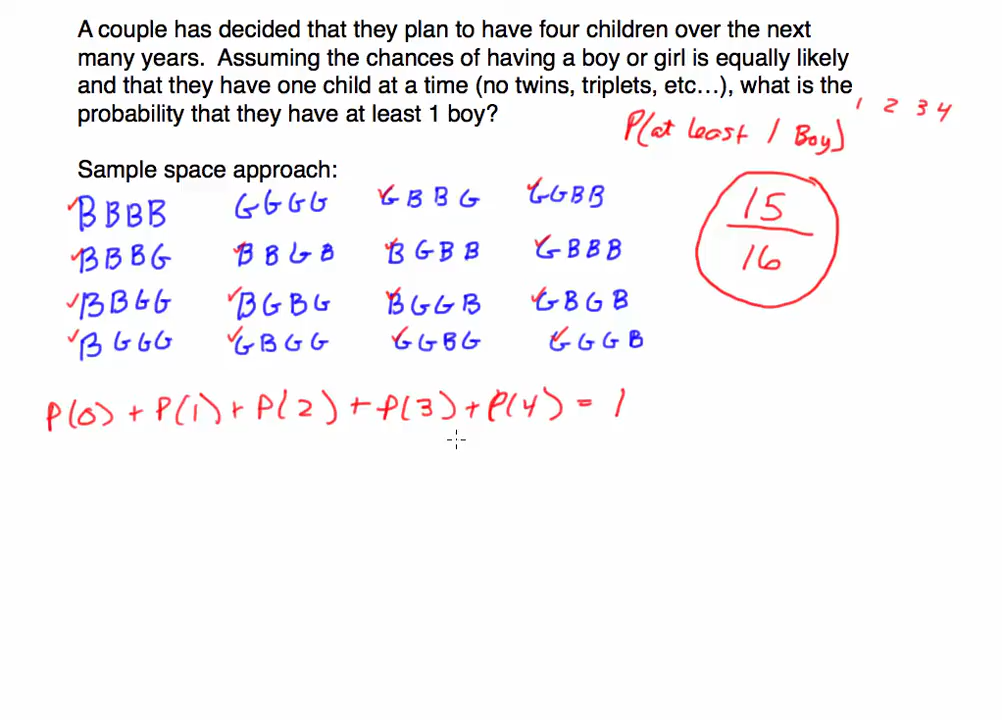 A couple has decided that they plan to have four children over the next
many years. Assuming the chances of having a boy or girl is equally likely
and that they have one child at a time (no twins, triplets, etc...), what is the
probability that they have at least 1 boy?
1 2 3 4
P(at least 1 Boy)
Sample space approach:
BBBB GGGG GBBG GGBB
BBBG BBGB BGBB GBBB
BBGG BGBG BGGB GBGB
BGGG GBGG GGBG GGGB
15
16
P(0) + P(1) + P(2) + P(3) + P(4) = 1